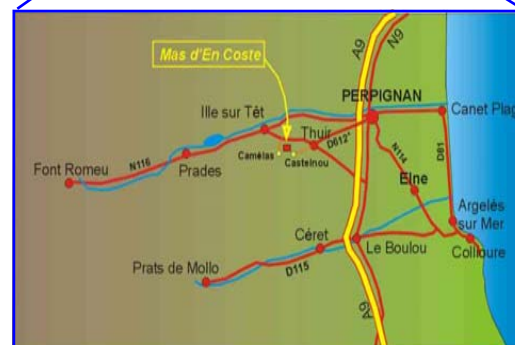 A9
N9
Mas d'En Coste
PERPIGNAN
Canet Plag
Ille sur Têt
Thuir
D612*
Camélas
Castelnou
N116
Prades
Font Romeu
N114
D81
Elne
Argelés
sur Mer
Collioure
Céret
Le Boulou
D115
Prats de Mollo
A9